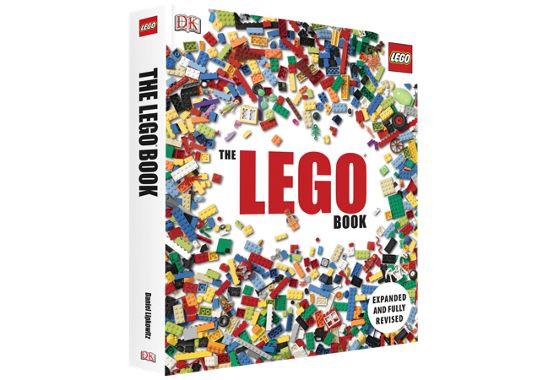 LEGO
THE LEGO BOOK
Daniel Lipkowitz
DK
DK
LEGO
THE
LEGO®
BOOK
EXPANDED
AND FULLY
REVISED